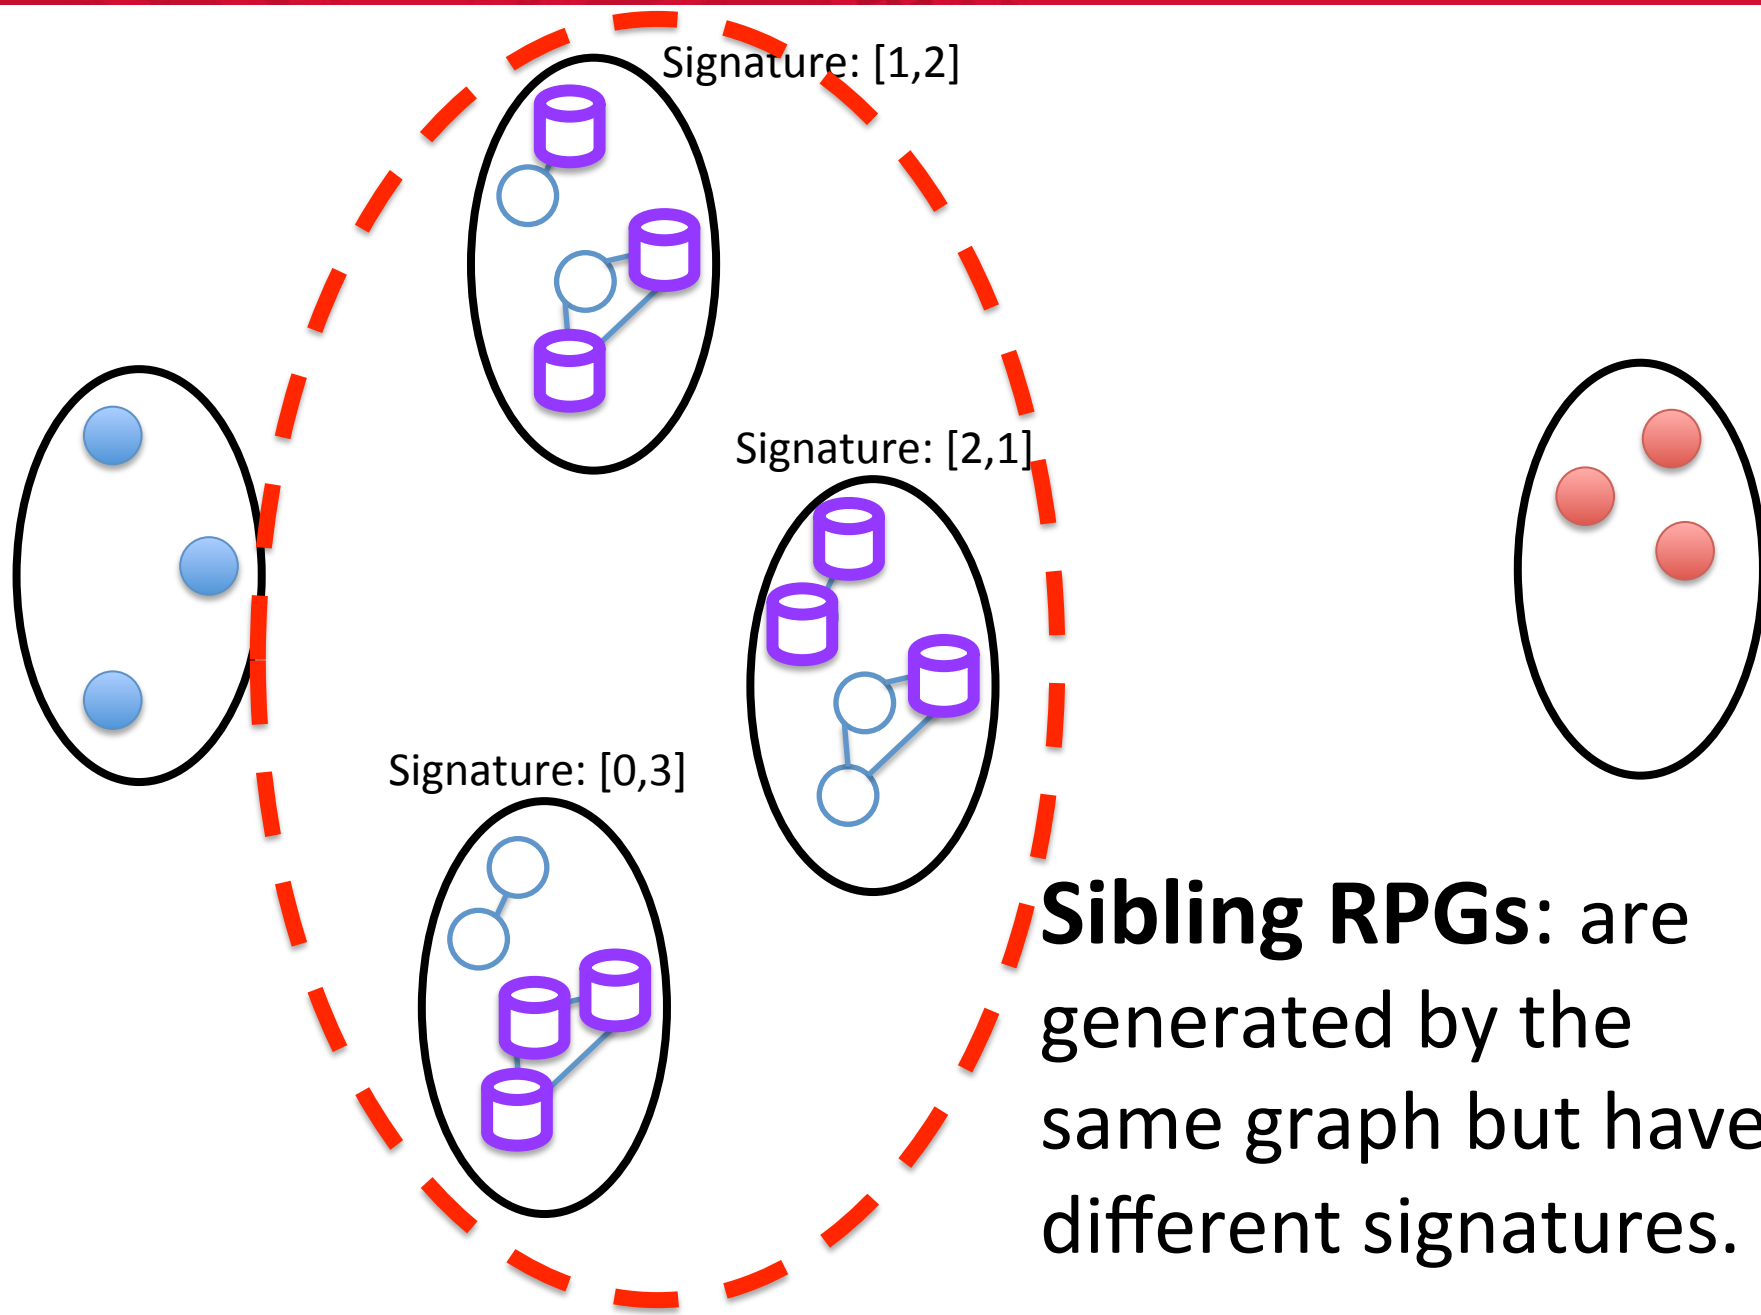 Signature: [1,2]
Signature: [2,1]
Signature: [0,3]
Sibling RPGs: are
generated by the
same graph but have
different signatures.